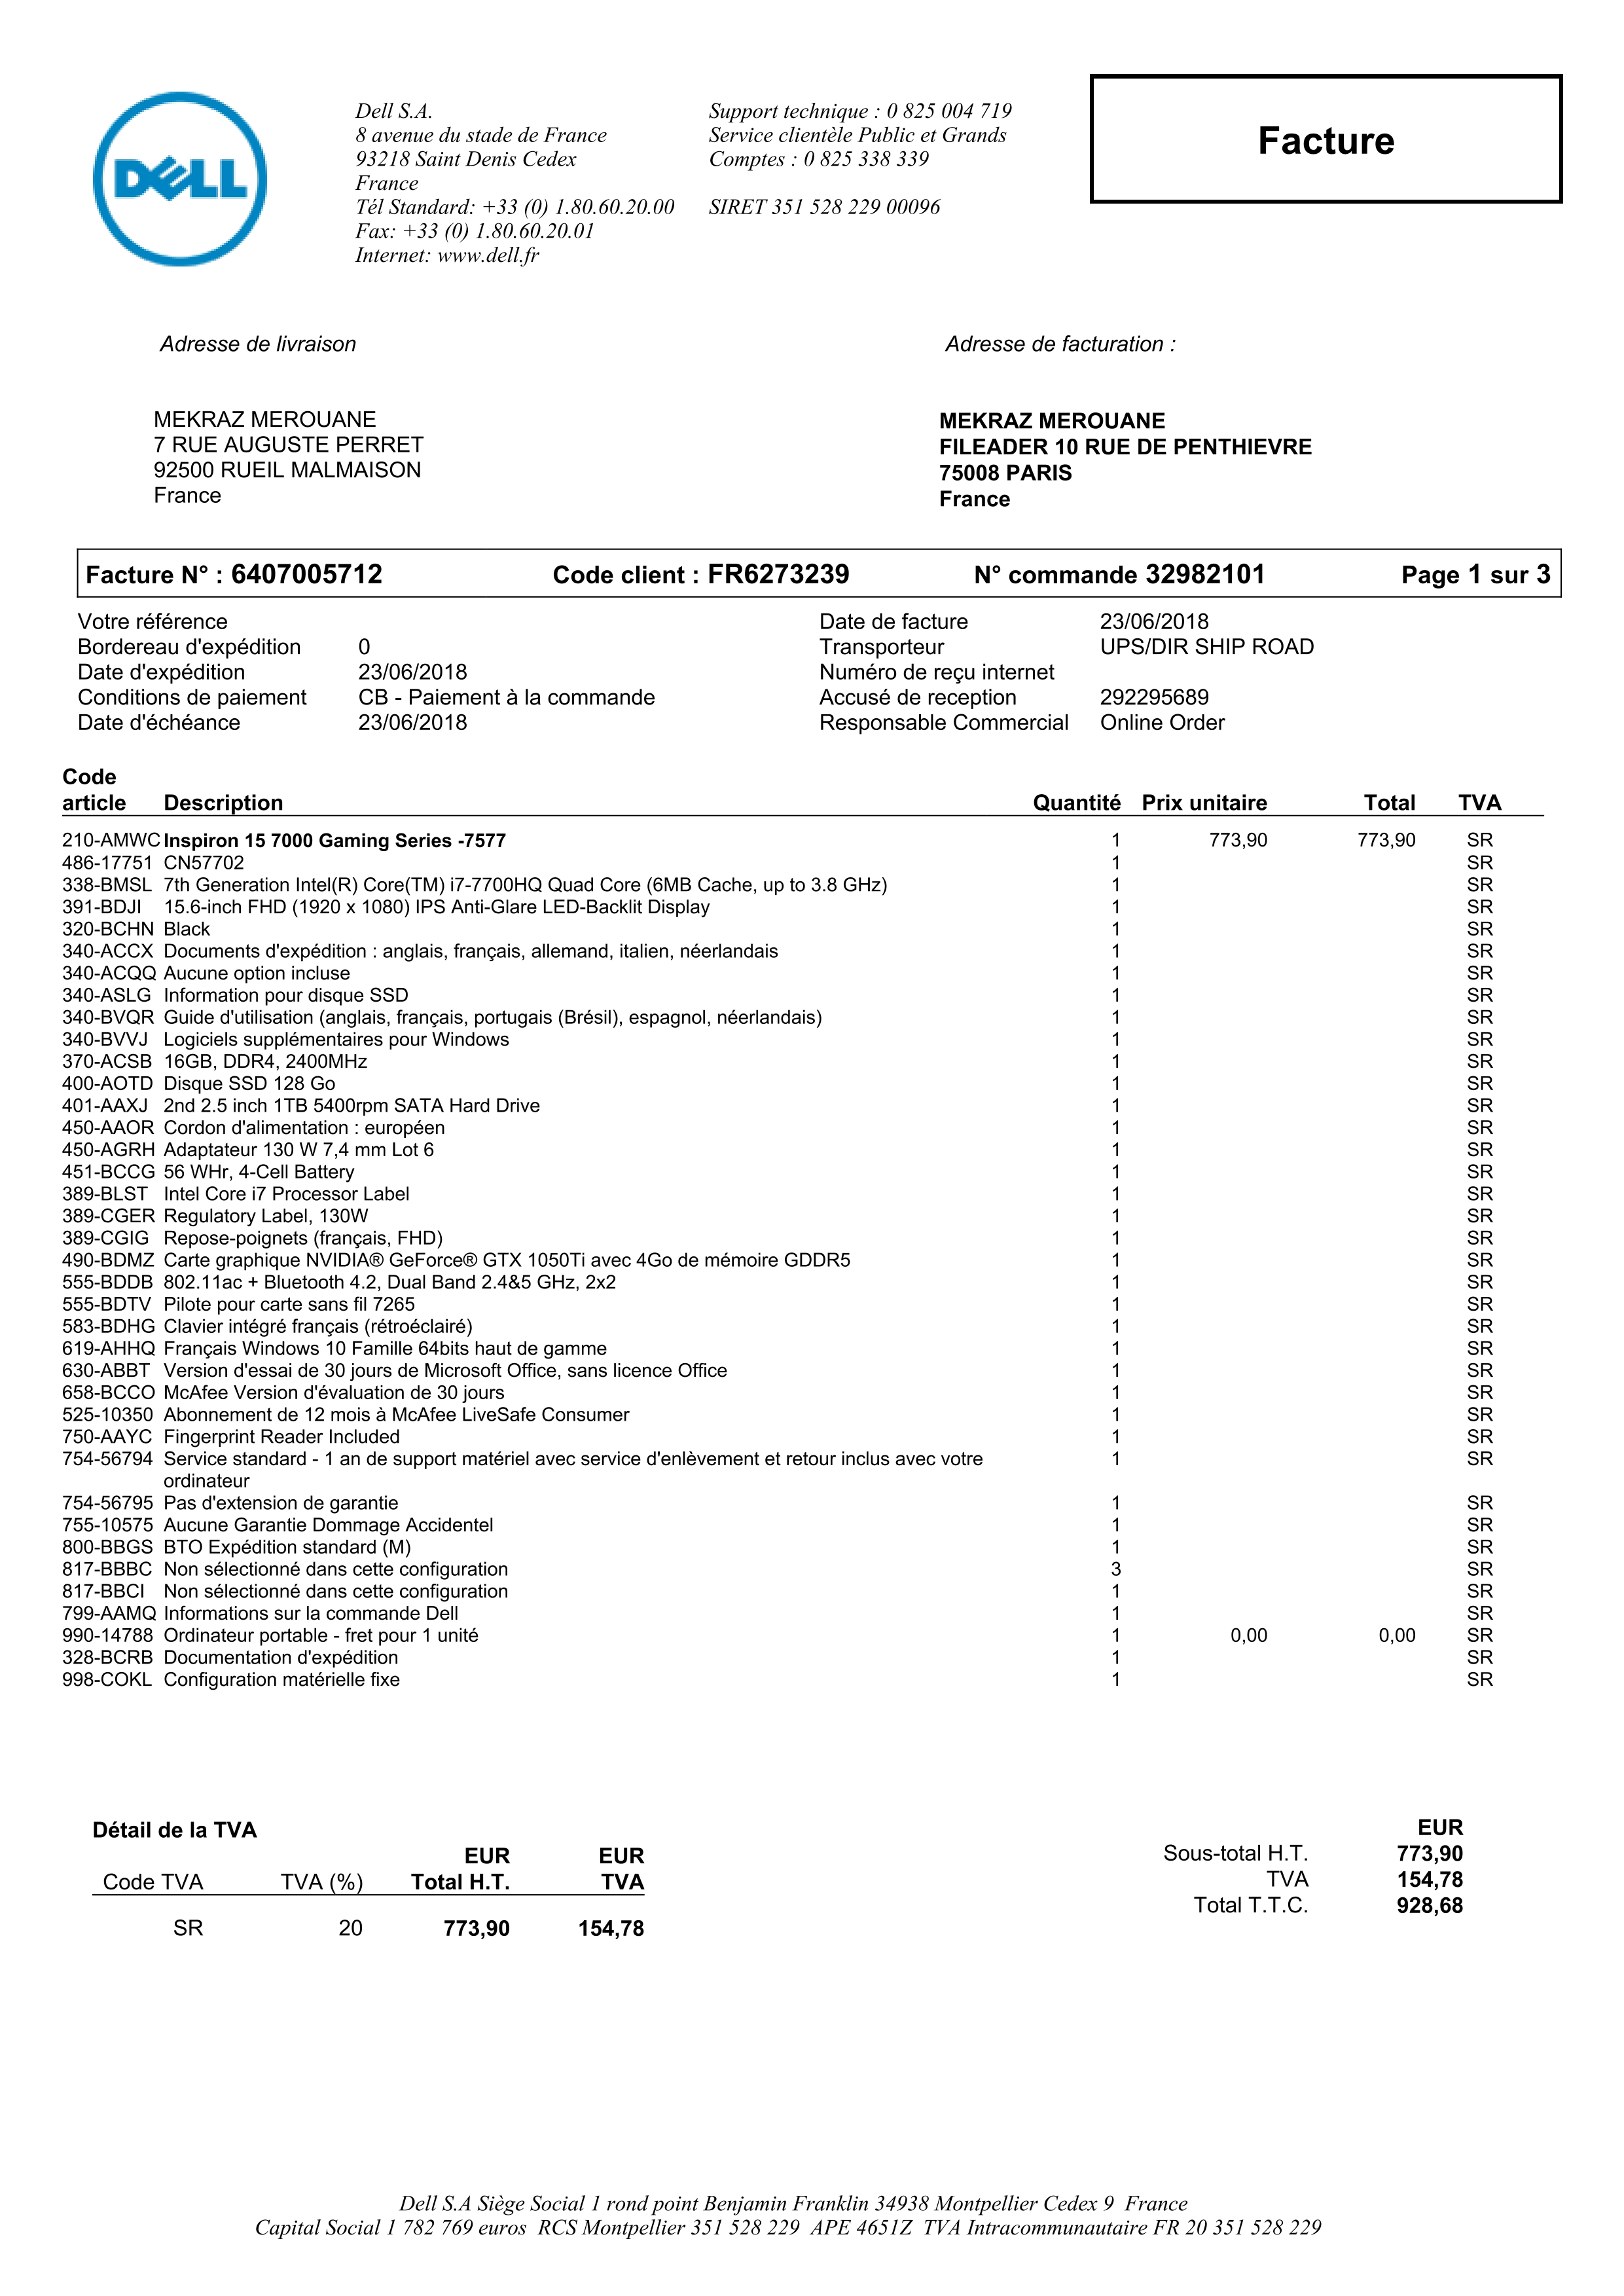 DELL
Dell S.A.
8 avenue du stade de France
93218 Saint Denis Cedex
France
Tél Standard: +33 (0) 1.80.60.20.00
Fax: +33 (0) 1.80.60.20.01
Internet: www.dell.fr
Support technique : 0 825 004 719
Service clientèle Public et Grands
Comptes : 0 825 338 339
SIRET 351 528 229 00096
Facture
Adresse de livraison
MEKRAZ MEROUANE
7 RUE AUGUSTE PERRET
92500 RUEIL MALMAISON
France
Adresse de facturation :
MEKRAZ MEROUANE
FILEADER 10 RUE DE PENTHIEVRE
75008 PARIS
France
Facture N° : 6407005712 Code client : FR6273239 N° commande 32982101 Page 1 sur 3
Votre référence Date de facture 23/06/2018
Bordereau d'expédition 0 Transporteur UPS/DIR SHIP ROAD
Date d'expédition 23/06/2018 Numéro de reçu internet
Conditions de paiement CB - Paiement à la commande Accusé de reception 292295689
Date d'échéance 23/06/2018 Responsable Commercial Online Order
Code
article Description Quantité Prix unitaire Total TVA
210-AMWC Inspiron 15 7000 Gaming Series -7577 1 773,90 773,90 SR
486-17751 CN57702 1 SR
338-BMSL 7th Generation Intel(R) Core(TM) i7-7700HQ Quad Core (6MB Cache, up to 3.8 GHz) 1 SR
391-BDJI 15.6-inch FHD (1920 x 1080) IPS Anti-Glare LED-Backlit Display 1 SR
320-BCHN Black 1 SR
340-ACCX Documents d'expédition : anglais, français, allemand, italien, néerlandais 1 SR
340-ACQQ Aucune option incluse 1 SR
340-ASLG Information pour disque SSD 1 SR
340-BVQR Guide d'utilisation (anglais, français, portugais (Brésil), espagnol, néerlandais) 1 SR
340-BVVJ Logiciels supplémentaires pour Windows 1 SR
370-ACSB 16GB, DDR4, 2400MHz 1 SR
400-AOTD Disque SSD 128 Go 1 SR
401-AAXJ 2nd 2.5 inch 1TB 5400rpm SATA Hard Drive 1 SR
450-AAOR Cordon d'alimentation : européen 1 SR
450-AGRH Adaptateur 130 W 7,4 mm Lot 6 1 SR
451-BCCG 56 WHr, 4-Cell Battery 1 SR
389-BLST Intel Core i7 Processor Label 1 SR
389-CGER Regulatory Label, 130W 1 SR
389-CGIG Repose-poignets (français, FHD) 1 SR
490-BDMZ Carte graphique NVIDIA® GeForce® GTX 1050Ti avec 4Go de mémoire GDDR5 1 SR
555-BDDB 802.11ac + Bluetooth 4.2, Dual Band 2.4&5 GHz, 2x2 1 SR
555-BDTV Pilote pour carte sans fil 7265 1 SR
583-BDHG Clavier intégré français (rétroéclairé) 1 SR
619-AHHQ Français Windows 10 Famille 64bits haut de gamme 1 SR
630-ABBT Version d'essai de 30 jours de Microsoft Office, sans licence Office 1 SR
658-BCCO McAfee Version d'évaluation de 30 jours 1 SR
525-10350 Abonnement de 12 mois à McAfee LiveSafe Consumer 1 SR
750-AAYC Fingerprint Reader Included 1 SR
754-56794 Service standard - 1 an de support matériel avec service d'enlèvement et retour inclus avec votre 1 SR
ordinateur
754-56795 Pas d'extension de garantie 1 SR
755-10575 Aucune Garantie Dommage Accidentel 1 SR
800-BBGS BTO Expédition standard (M) 1 SR
817-BBBC Non sélectionné dans cette configuration 3 SR
817-BBCI Non sélectionné dans cette configuration 1 SR
799-AAMQ Informations sur la commande Dell 1 SR
990-14788 Ordinateur portable - fret pour 1 unité 1 0,00 0,00 SR
328-BCRB Documentation d'expédition 1 SR
998-COKL Configuration matérielle fixe 1 SR
Détail de la TVA
EUR EUR
Code TVA TVA (%) Total H.T. TVA
SR 20 773,90 154,78
EUR
Sous-total H.T. 773,90
TVA 154,78
Total T.T.C. 928,68
Dell S.A Siège Social 1 rond point Benjamin Franklin 34938 Montpellier Cedex 9 France
Capital Social 1 782 769 euros RCS Montpellier 351 528 229 APE 4651Z TVA Intracommunautaire FR 20 351 528 229